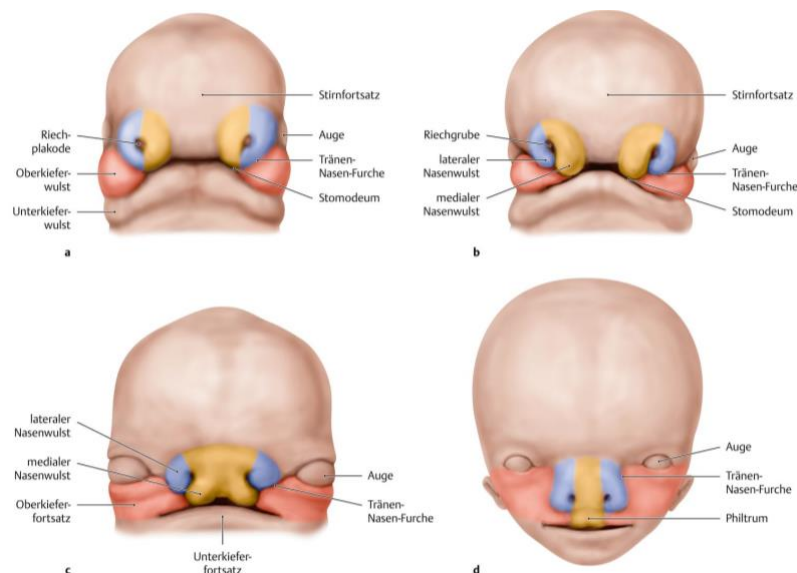 Stirnfortsatz
Riech-
plakode
Auge
Oberkiefer-
wulst
Tränen-
Nasen-Furche
Unterkiefer-
wulst
Stomodeum
a
Stirnfortsatz
Riechgrube
lateraler
Nasenwulst
Auge
medialer
Nasenwulst
Tränen-
Nasen-Furche
Stomodeum
b
lateraler
Nasenwulst
medialer
Nasenwulst
Auge
Oberkiefer-
fortsatz
Tränen-
Nasen-Furche
Unterkiefer-
fortsatz
c
Auge
Tränen-
Nasen-Furche
Philtrum
d